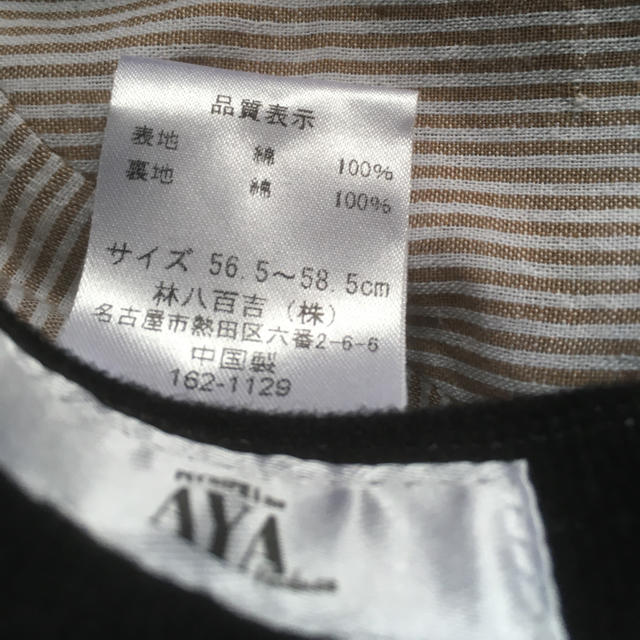 品質表示
表地 綿 100%
裏地 綿 100%
サイズ 56.5～58.5cm
林八百吉(株)
名古屋市熱田区六番2-6-6
中国製
162-1129
AYA